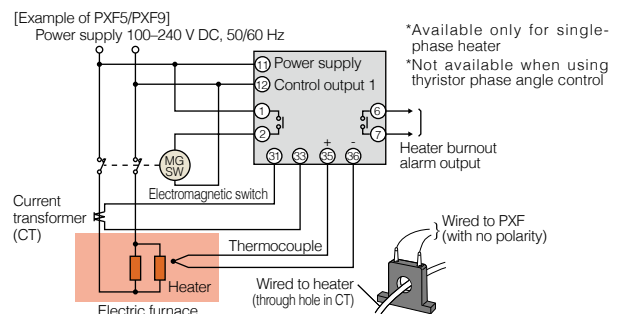 [Example of PXF5/PXF9]
Power supply 100–240 V DC, 50/60 Hz
*Available only for single-
phase heater
*Not available when using
thyristor phase angle control
11 Power supply
12 Control output 1
1
6
2
7
+ -
31 33 35 36
Heater burnout
alarm output
MG
SW
Electromagnetic switch
Current
transformer
(CT)
Thermocouple
Heater
Electric furnace
Wired to PXF
(with no polarity)
Wired to heater
(through hole in CT)